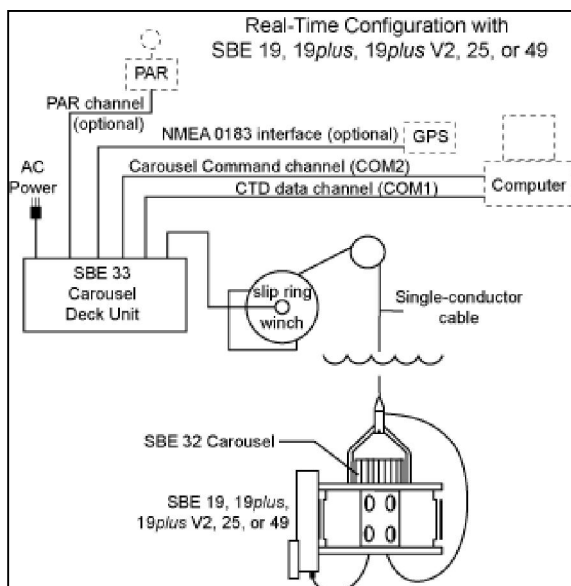 Real-Time Configuration with
SBE 19, 19plus, 19plus V2, 25, or 49
PAR
PAR channel
(optional)
NMEA 0183 interface (optional)
GPS
AC
Power
Carousel Command channel (COM2)
CTD data channel (COM1)
Computer
SBE 33
Carousel
Deck Unit
slip ring
winch
Single-conductor
cable
SBE 32 Carousel
SBE 19, 19plus,
19plus V2, 25, or 49